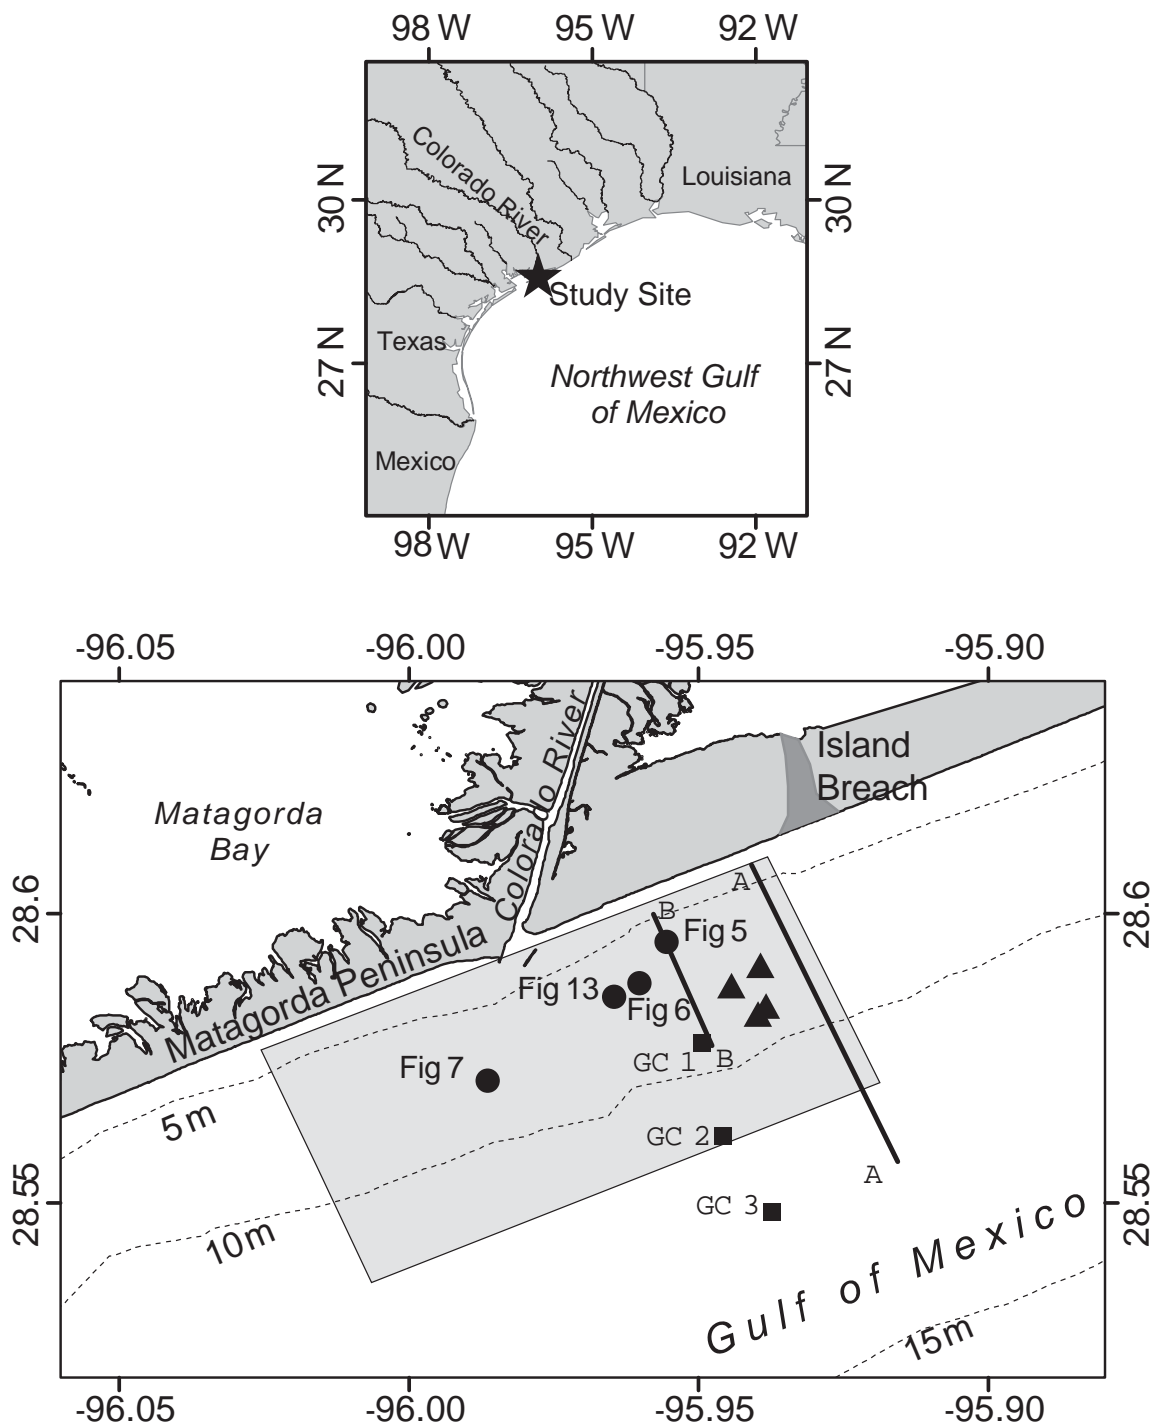 98 W 95 W 92 W
Colorado River
Louisiana
30 N 30 N
Study Site
Texas
27 N 27 N
Northwest Gulf
of Mexico
Mexico
98 W 95 W 92 W
-96.05 -96.00 -95.95 -95.90
Colorado River
Island
Breach
Matagorda
Bay
A
28.6 28.6
B
Fig 5
Matagorda Peninsula
Fig 13
Fig 6
GC 1 B
Fig 7
5m
GC 2
A
28.55 28.55
GC 3
10m
Gulf of Mexico
15m
-96.05 -96.00 -95.95 -95.90